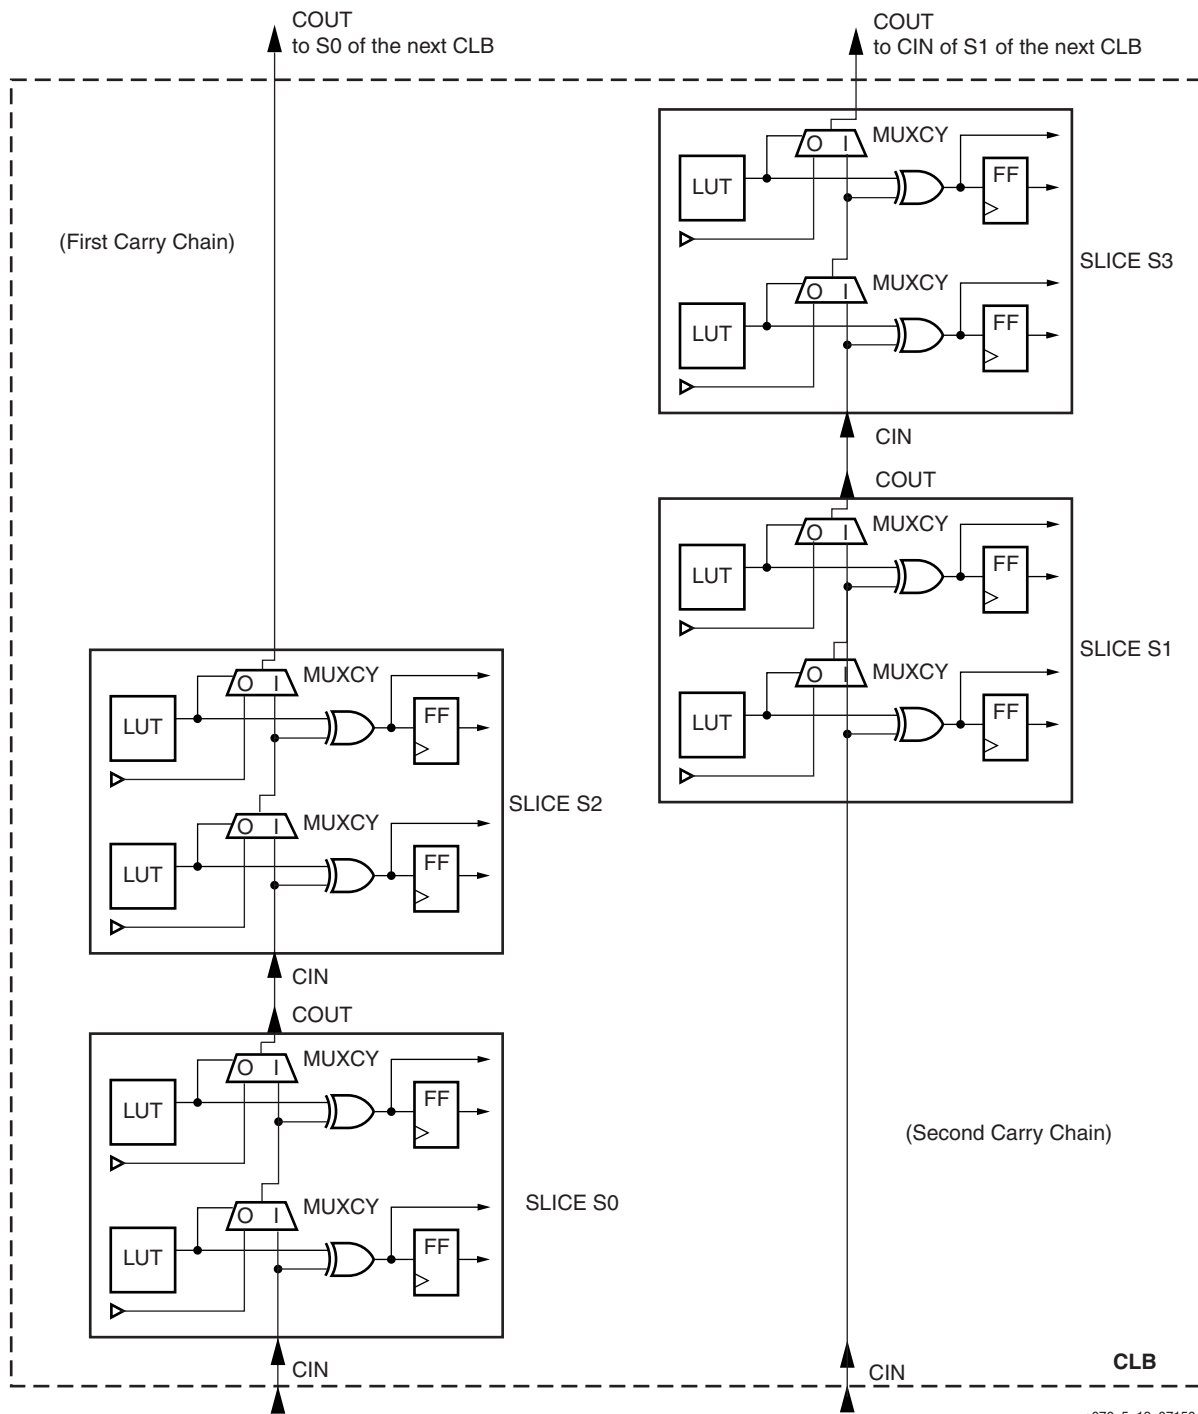 COUT
to S0 of the next CLB
COUT
to CIN of S1 of the next CLB
(First Carry Chain)
O I
MUXCY
LUT
FF
O I
MUXCY
LUT
FF
SLICE S3
CIN
COUT
O I
MUXCY
LUT
FF
O I
MUXCY
LUT
FF
SLICE S1
O I
MUXCY
LUT
FF
O I
MUXCY
LUT
FF
SLICE S2
CIN
COUT
O I
MUXCY
LUT
FF
O I
MUXCY
LUT
FF
SLICE S0
CIN
(Second Carry Chain)
CIN
CLB